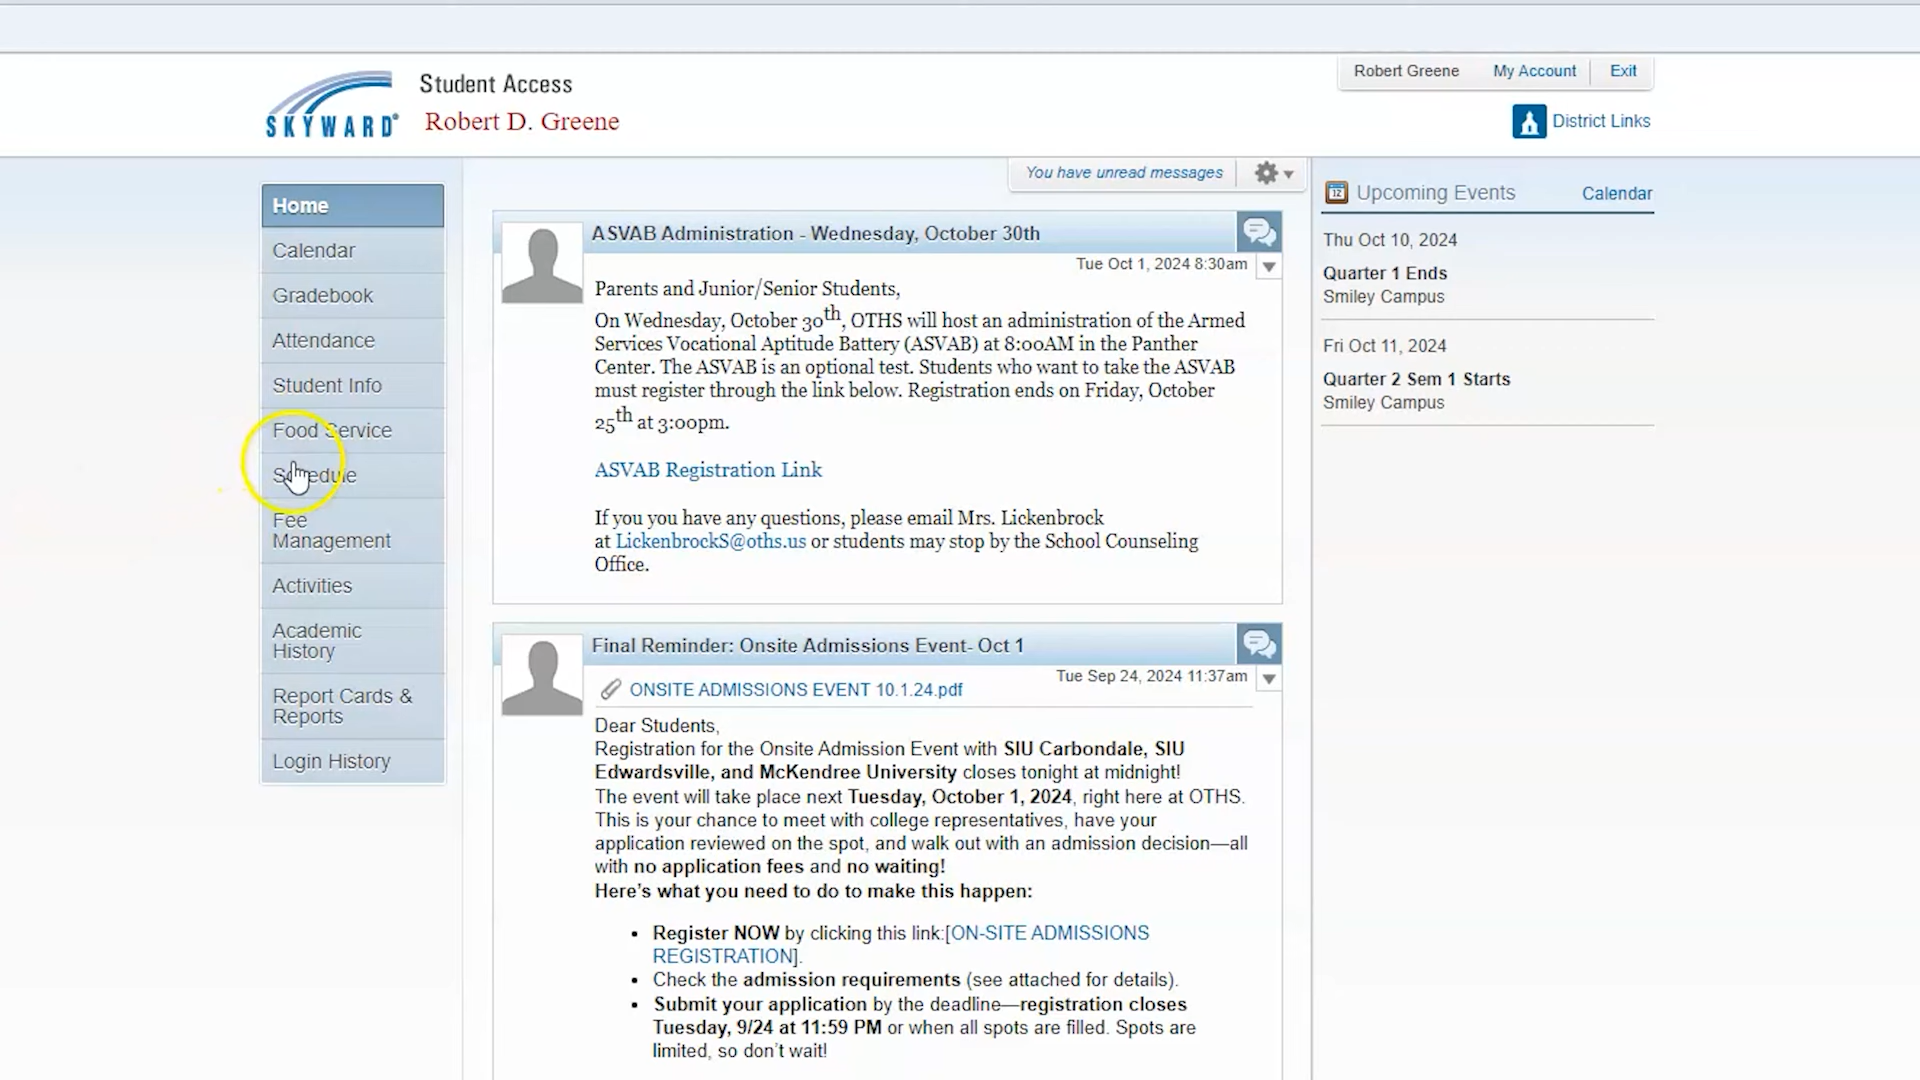 SKYWARD®
Student Access
Robert D. Greene
Robert Greene
My Account
Exit
District Links
Home
Calendar
Gradebook
Attendance
Student Info
Food Service
Schedule
Fee
Management
Activities
Academic
History
Report Cards &
Reports
Login History
You have unread messages
ASVAB Administration - Wednesday, October 30th
Tue Oct 1, 2024 8:30am
Parents and Junior/Senior Students,
On Wednesday, October 30th, OTHS will host an administration of the Armed
Services Vocational Aptitude Battery (ASVAB) at 8:00AM in the Panther
Center. The ASVAB is an optional test. Students who want to take the ASVAB
must register through the link below. Registration ends on Friday, October
25th at 3:00pm.
ASVAB Registration Link
If you you have any questions, please email Mrs. Lickenbrock
at LickenbrockS@oths.us or students may stop by the School Counseling
Office.
Final Reminder: Onsite Admissions Event- Oct 1
Tue Sep 24, 2024 11:37am
ONSITE ADMISSIONS EVENT 10.1.24.pdf
Dear Students,
Registration for the Onsite Admission Event with SIU Carbondale, SIU
Edwardsville, and McKendree University closes tonight at midnight!
The event will take place next Tuesday, October 1, 2024, right here at OTHS.
This is your chance to meet with college representatives, have your
application reviewed on the spot, and walk out with an admission decision—all
with no application fees and no waiting!
Here's what you need to do to make this happen:
• Register NOW by clicking this link:[ON-SITE ADMISSIONS
REGISTRATION].
• Check the admission requirements (see attached for details).
• Submit your application by the deadline—registration closes
Tuesday, 9/24 at 11:59 PM or when all spots are filled. Spots are
limited, so don't wait!
12
Upcoming Events
Calendar
Thu Oct 10, 2024
Quarter 1 Ends
Smiley Campus
Fri Oct 11, 2024
Quarter 2 Sem 1 Starts
Smiley Campus